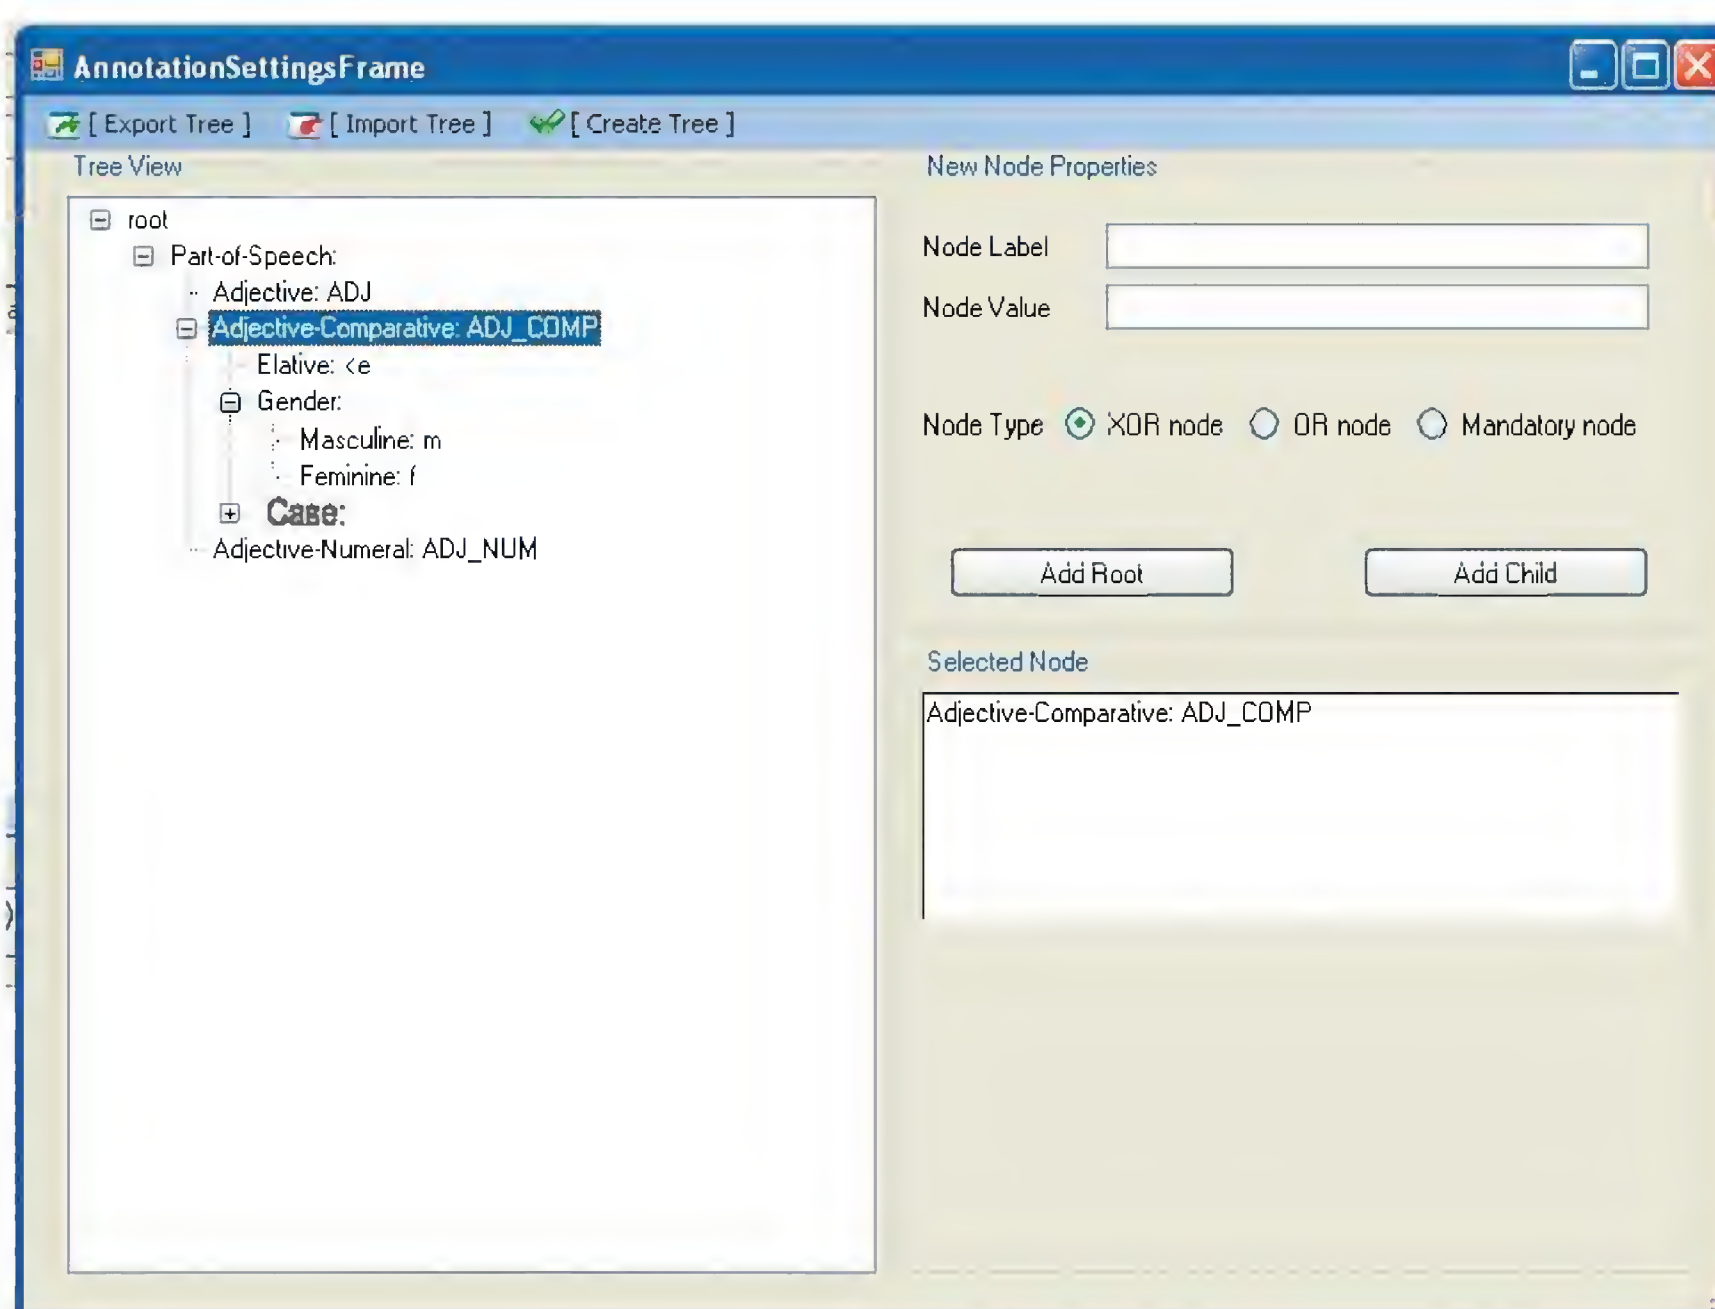 AnnotationSettingsFrame
[ Export Tree ] [ Import Tree ] [ Create Tree ]
Tree View
root
Part-of-Speech:
Adjective: ADJ
Adjective-Comparative: ADJ_COMP
Elative: <e
Gender:
Masculine: m
Feminine: f
Case:
Adjective-Numeral: ADJ_NUM
New Node Properties
Node Label
Node Value
Node Type XOR node OR node Mandatory node
Add Root Add Child
Selected Node
Adjective-Comparative: ADJ_COMP